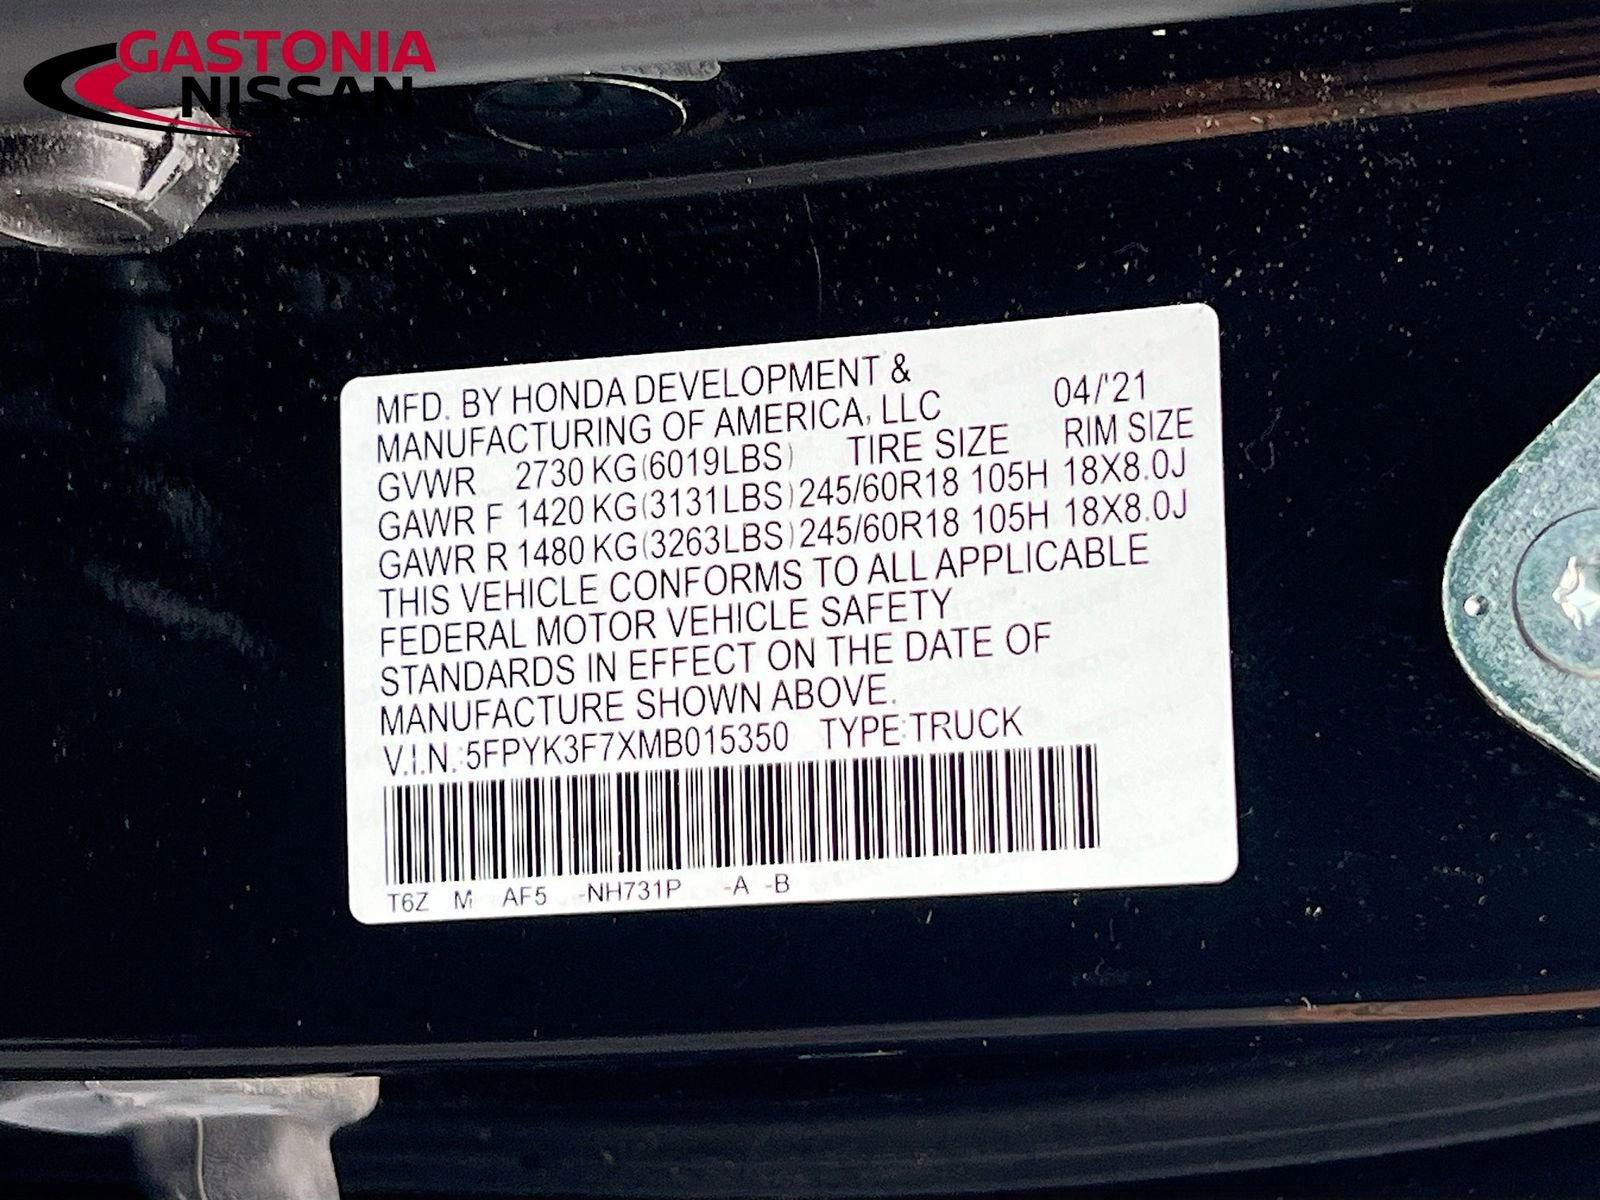 GASTONIA
NISSAN
MFD. BY HONDA DEVELOPMENT &
MANUFACTURING OF AMERICA, LLC 04/'21
GVWR 2730 KG(6019LBS) TIRE SIZE RIM SIZE
GAWR F 1420 KG(3131LBS) 245/60R18 105H 18X8.0J
GAWR R 1480 KG(3263LBS) 245/60R18 105H 18X8.0J
THIS VEHICLE CONFORMS TO ALL APPLICABLE
FEDERAL MOTOR VEHICLE SAFETY
STANDARDS IN EFFECT ON THE DATE OF
MANUFACTURE SHOWN ABOVE.
V.I.N.:5FPYK3F7XMB015350 TYPE:TRUCK
T6Z M AF5 -NH731P -A -B